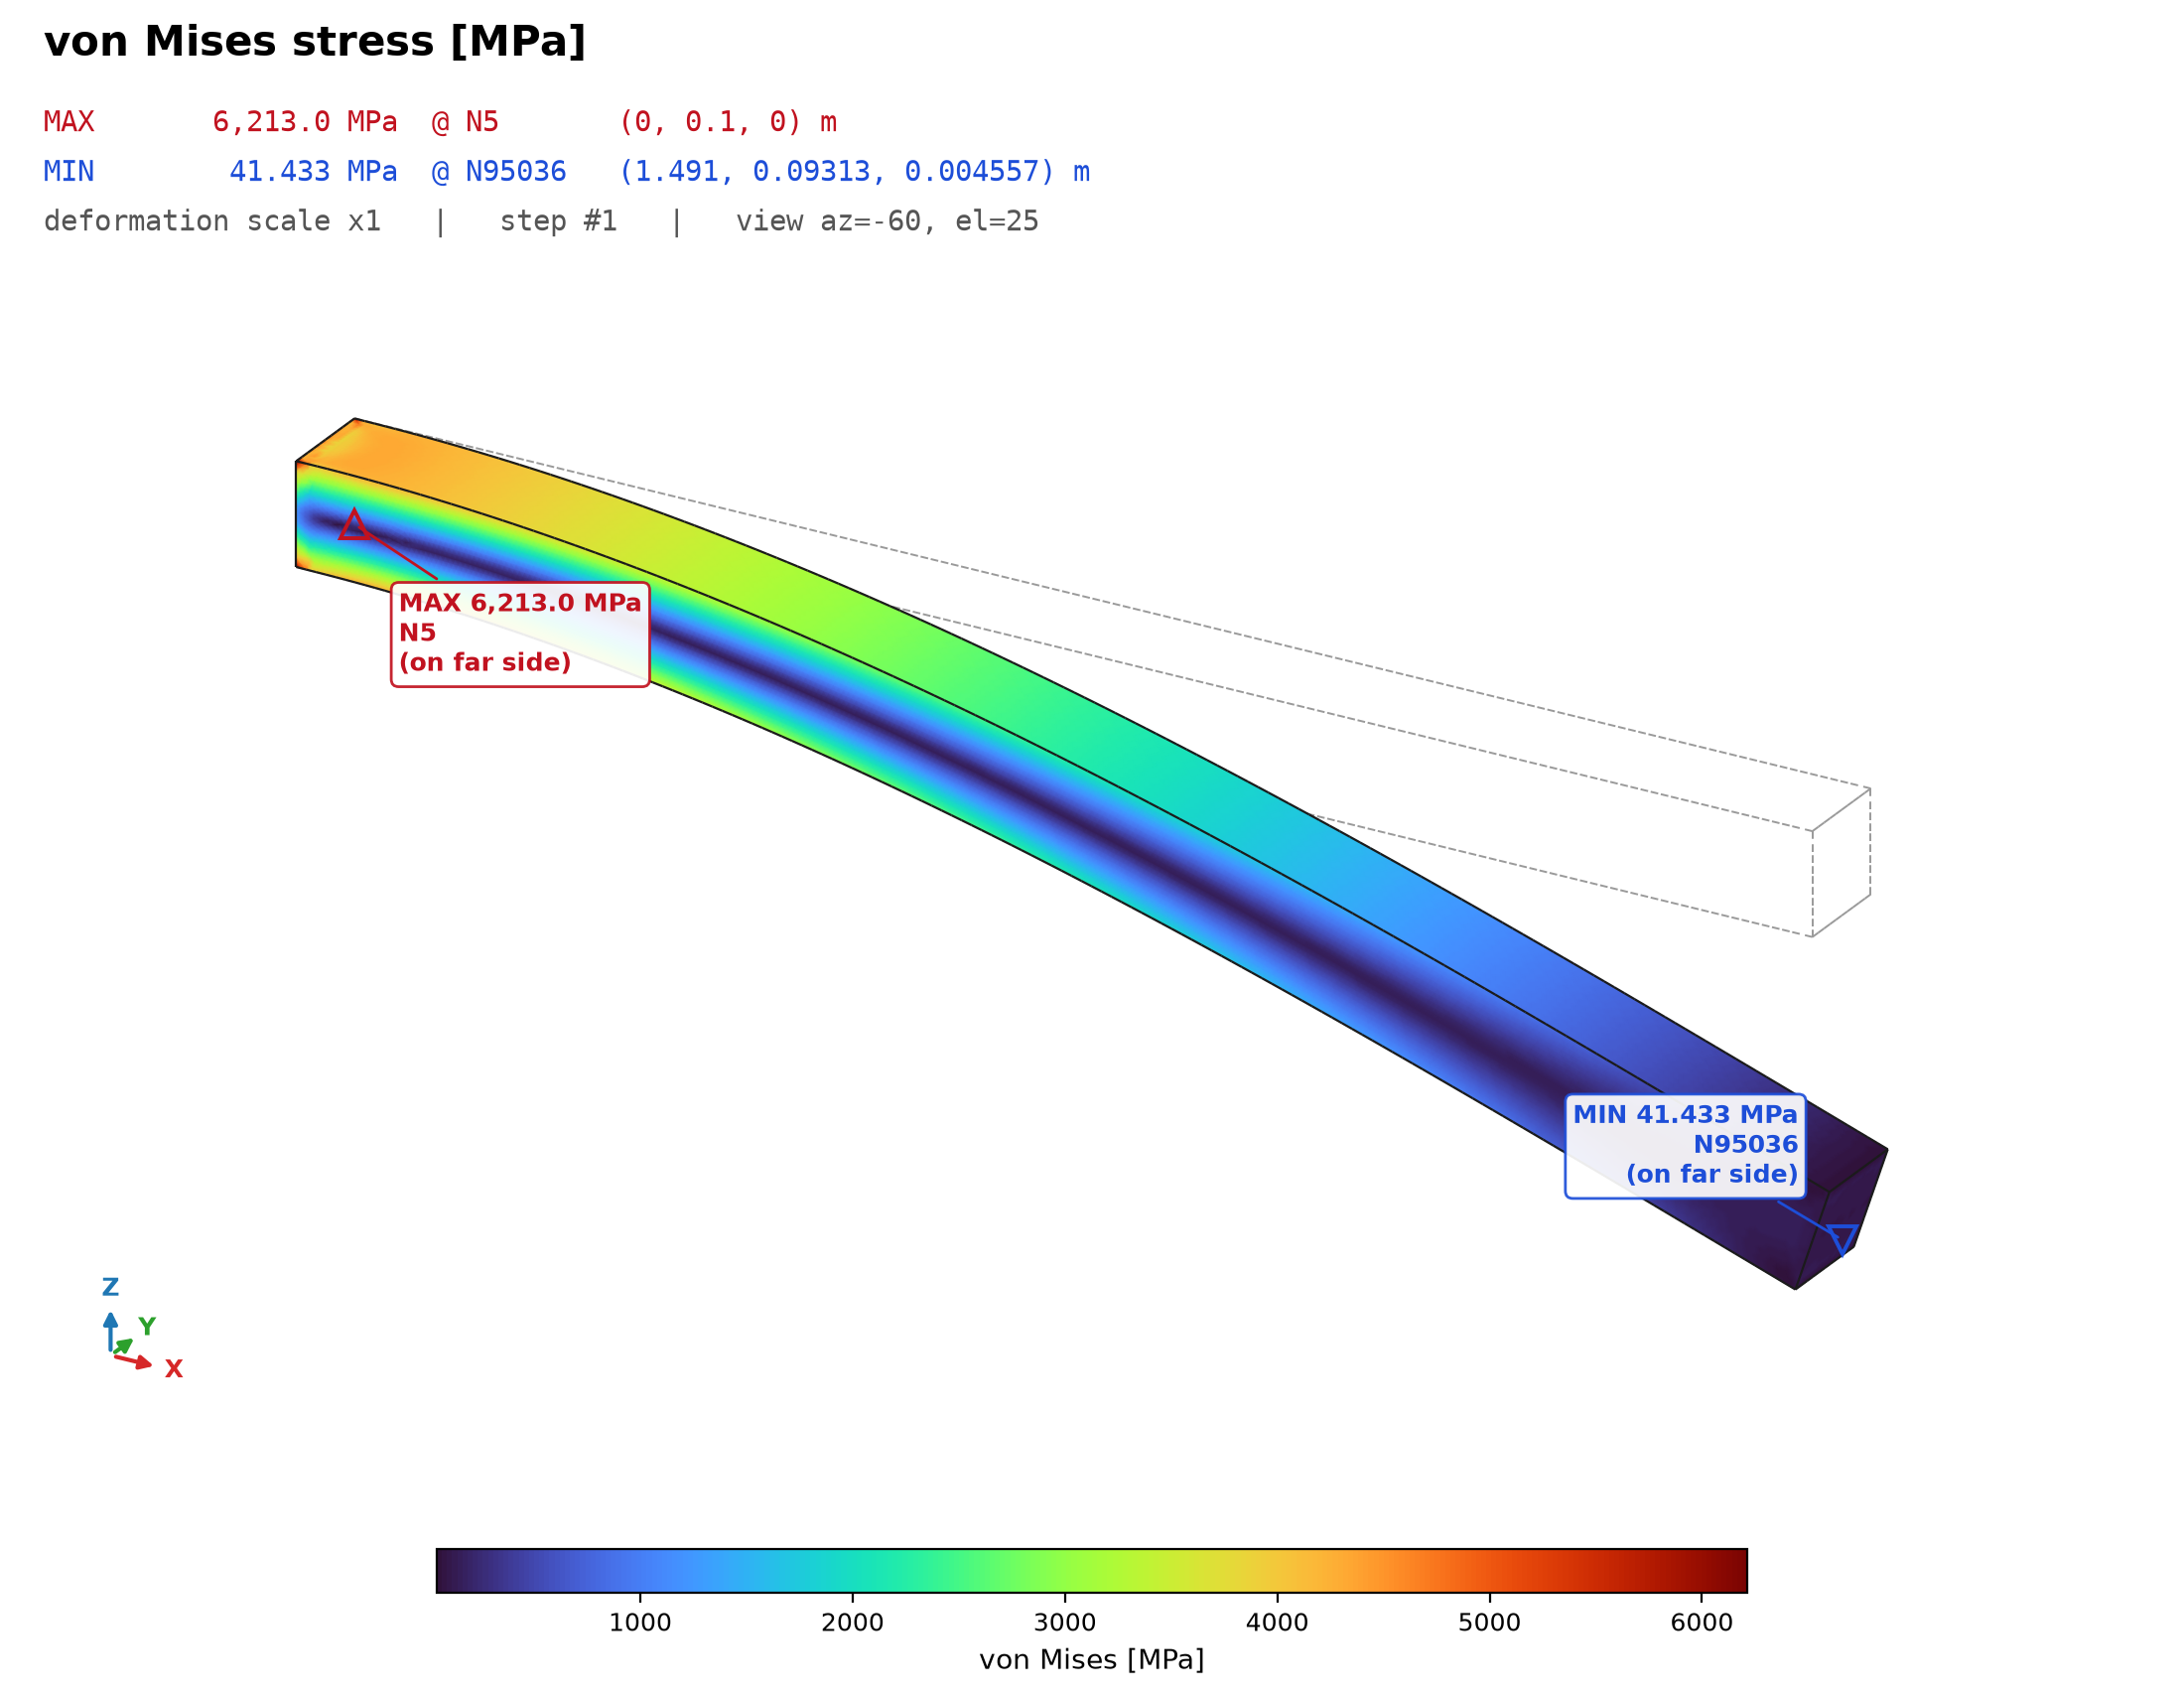 von Mises stress [MPa]
MAX 6,213.0 MPa @ N5 (0, 0.1, 0) m
MIN 41.433 MPa @ N95036 (1.491, 0.09313, 0.004557) m
deformation scale x1 | step #1 | view az=-60, el=25
MAX 6,213.0 MPa
N5
(on far side)
MIN 41.433 MPa
N95036
(on far side)
Z
Y
X
1000 2000 3000 4000 5000 6000
von Mises [MPa]